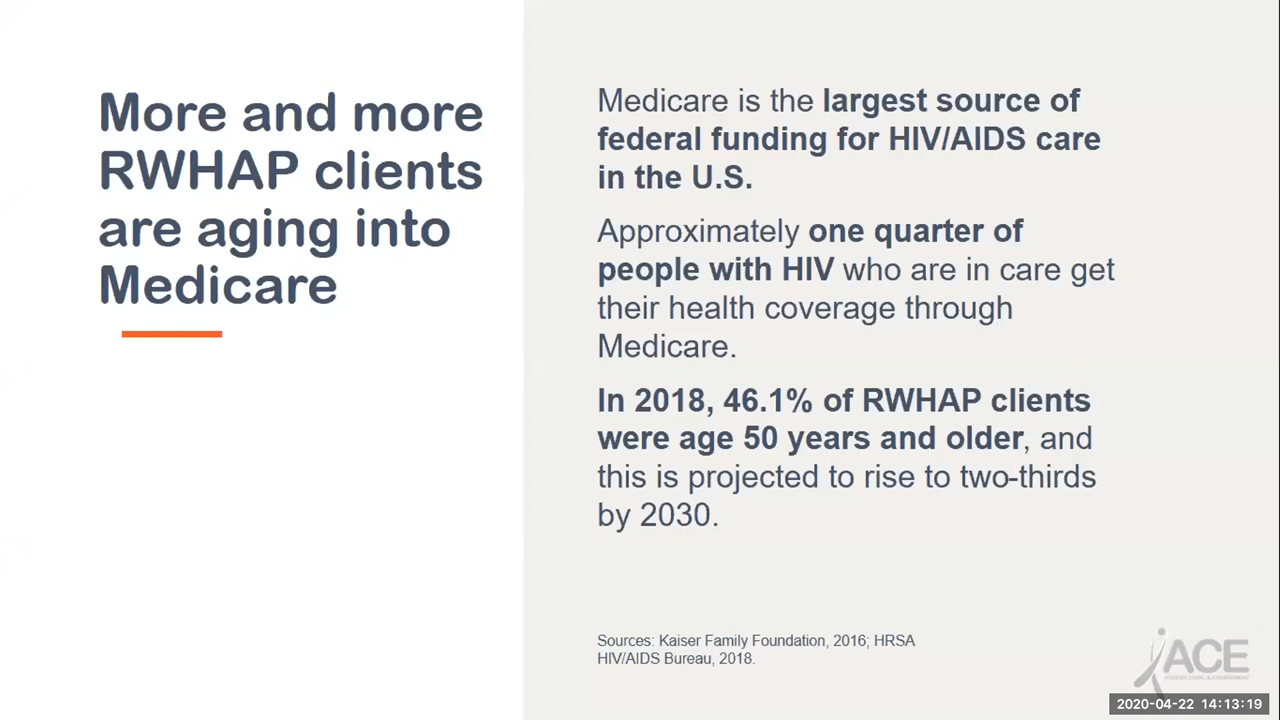 More and more
RWHAP clients
are aging into
Medicare
Medicare is the largest source of
federal funding for HIV/AIDS care
in the U.S.
Approximately one quarter of
people with HIV who are in care get
their health coverage through
Medicare.
In 2018, 46.1% of RWHAP clients
were age 50 years and older, and
this is projected to rise to two-thirds
by 2030.
Sources: Kaiser Family Foundation, 2016; HRSA
HIV/AIDS Bureau, 2018.
ACE
2020-04-22 14:13:19